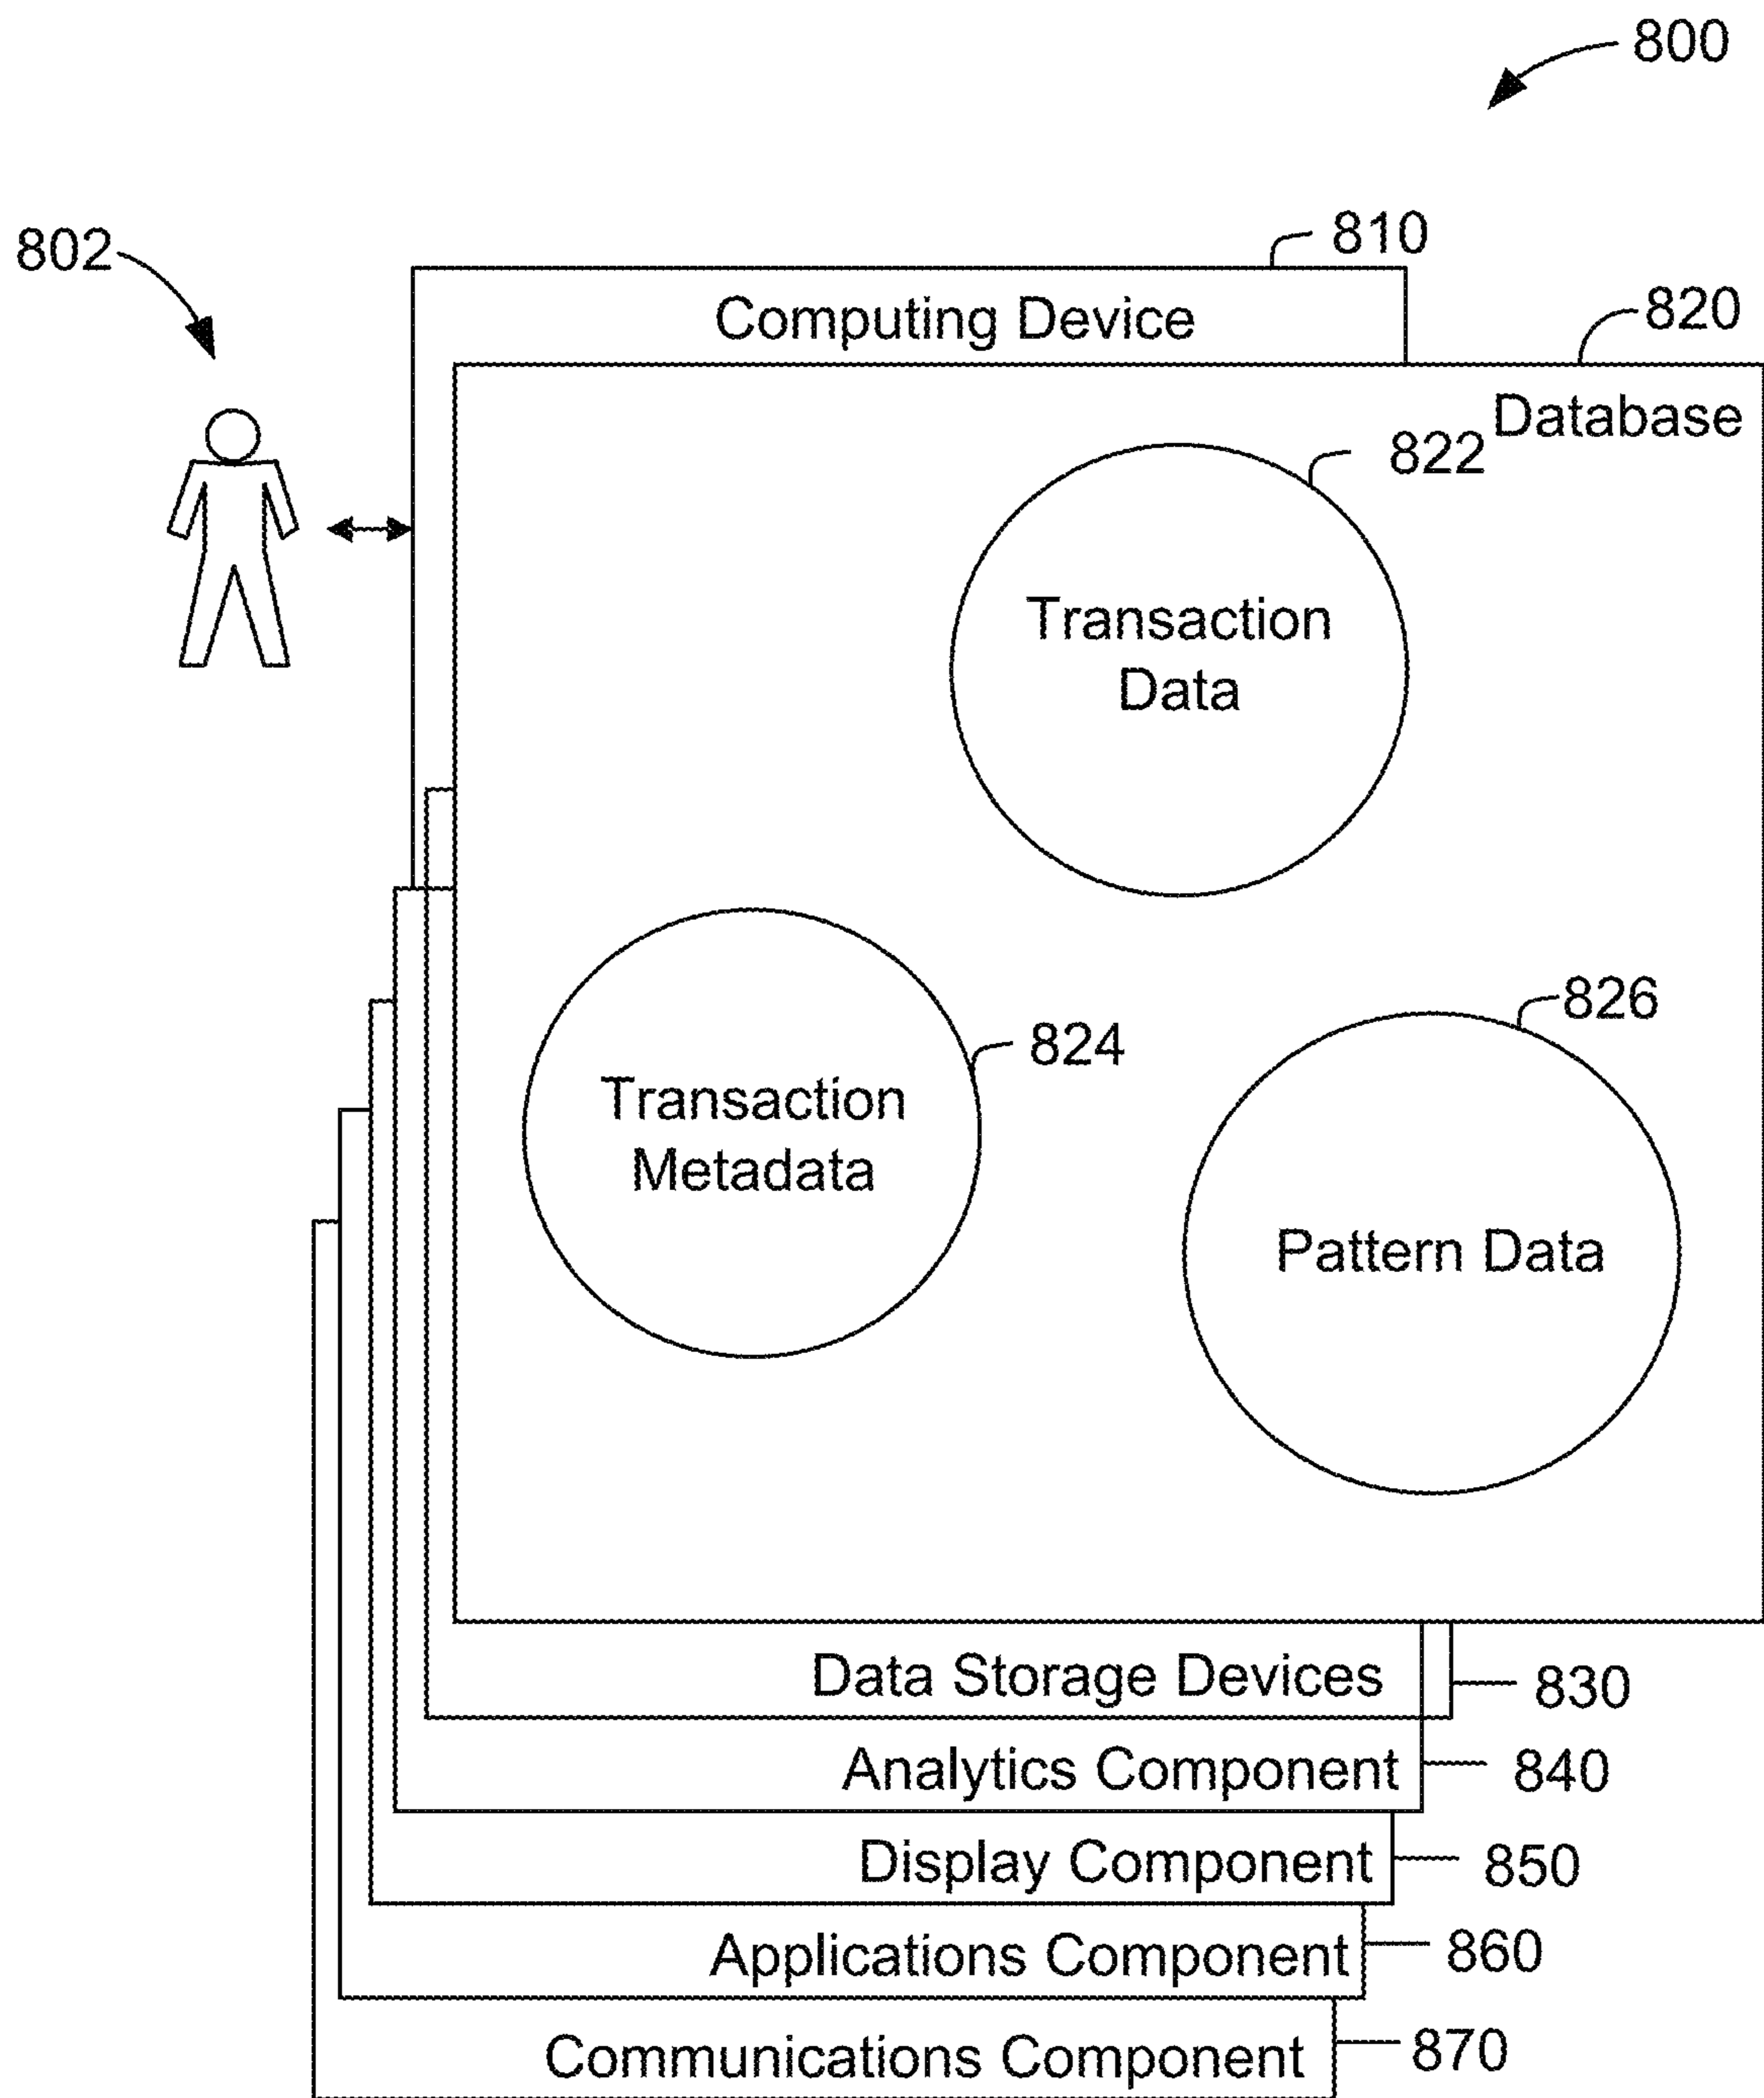 800
802
810
Computing Device
820
Database
822
Transaction
Data
826
824
Transaction
Metadata
Pattern Data
Data Storage Devices
830
Analytics Component
840
Display Component
850
Applications Component
860
Communications Component
870